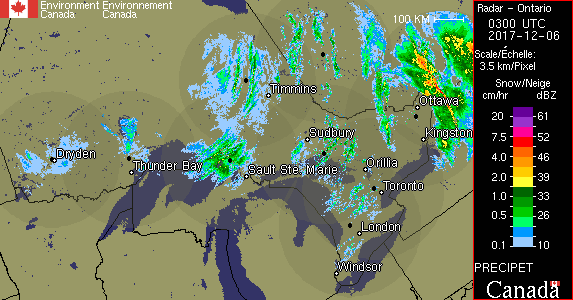 Environment Environnement
Canada Canada
100 KM
Timmins
Ottawa
Sudbury
Kingston
Dryden
Thunder Bay
Sault Ste. Marie
Orillia
Toronto
London
Windsor
Radar - Ontario
0300 UTC
2017-12-06
Scale/Échelle:
3.5 km/Pixel
Snow/Neige
cm/hr dBZ
20 61
7.5 57
5.5 52
4.0 46
2.0 39
1.0 33
0.5 26
0.1 10
PRECIPET
Canada